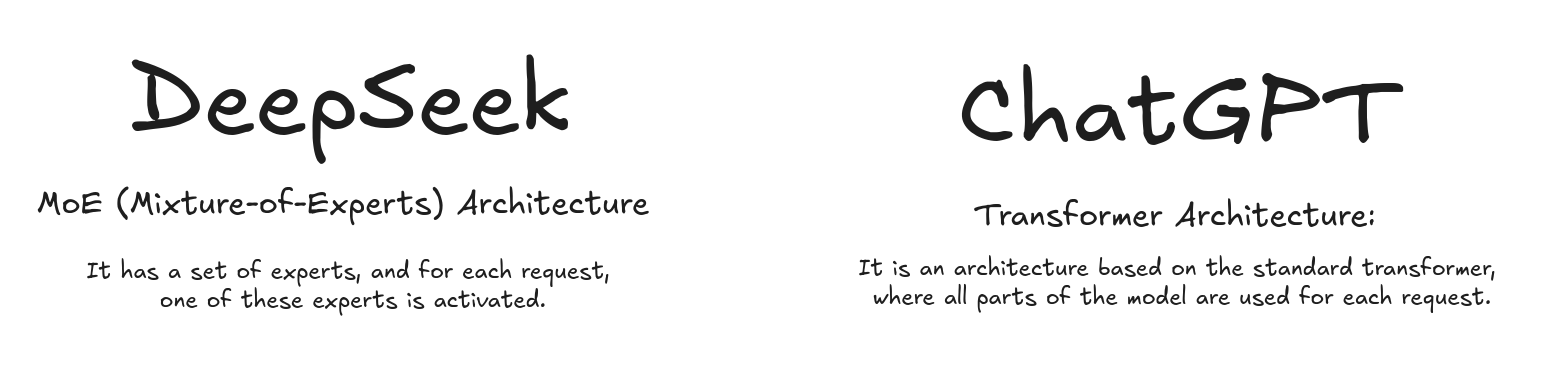 DeepSeek
MoE (Mixture-of-Experts) Architecture
It has a set of experts, and for each request,
one of these experts is activated.
ChatGPT
Transformer Architecture:
It is an architecture based on the standard transformer,
where all parts of the model are used for each request.